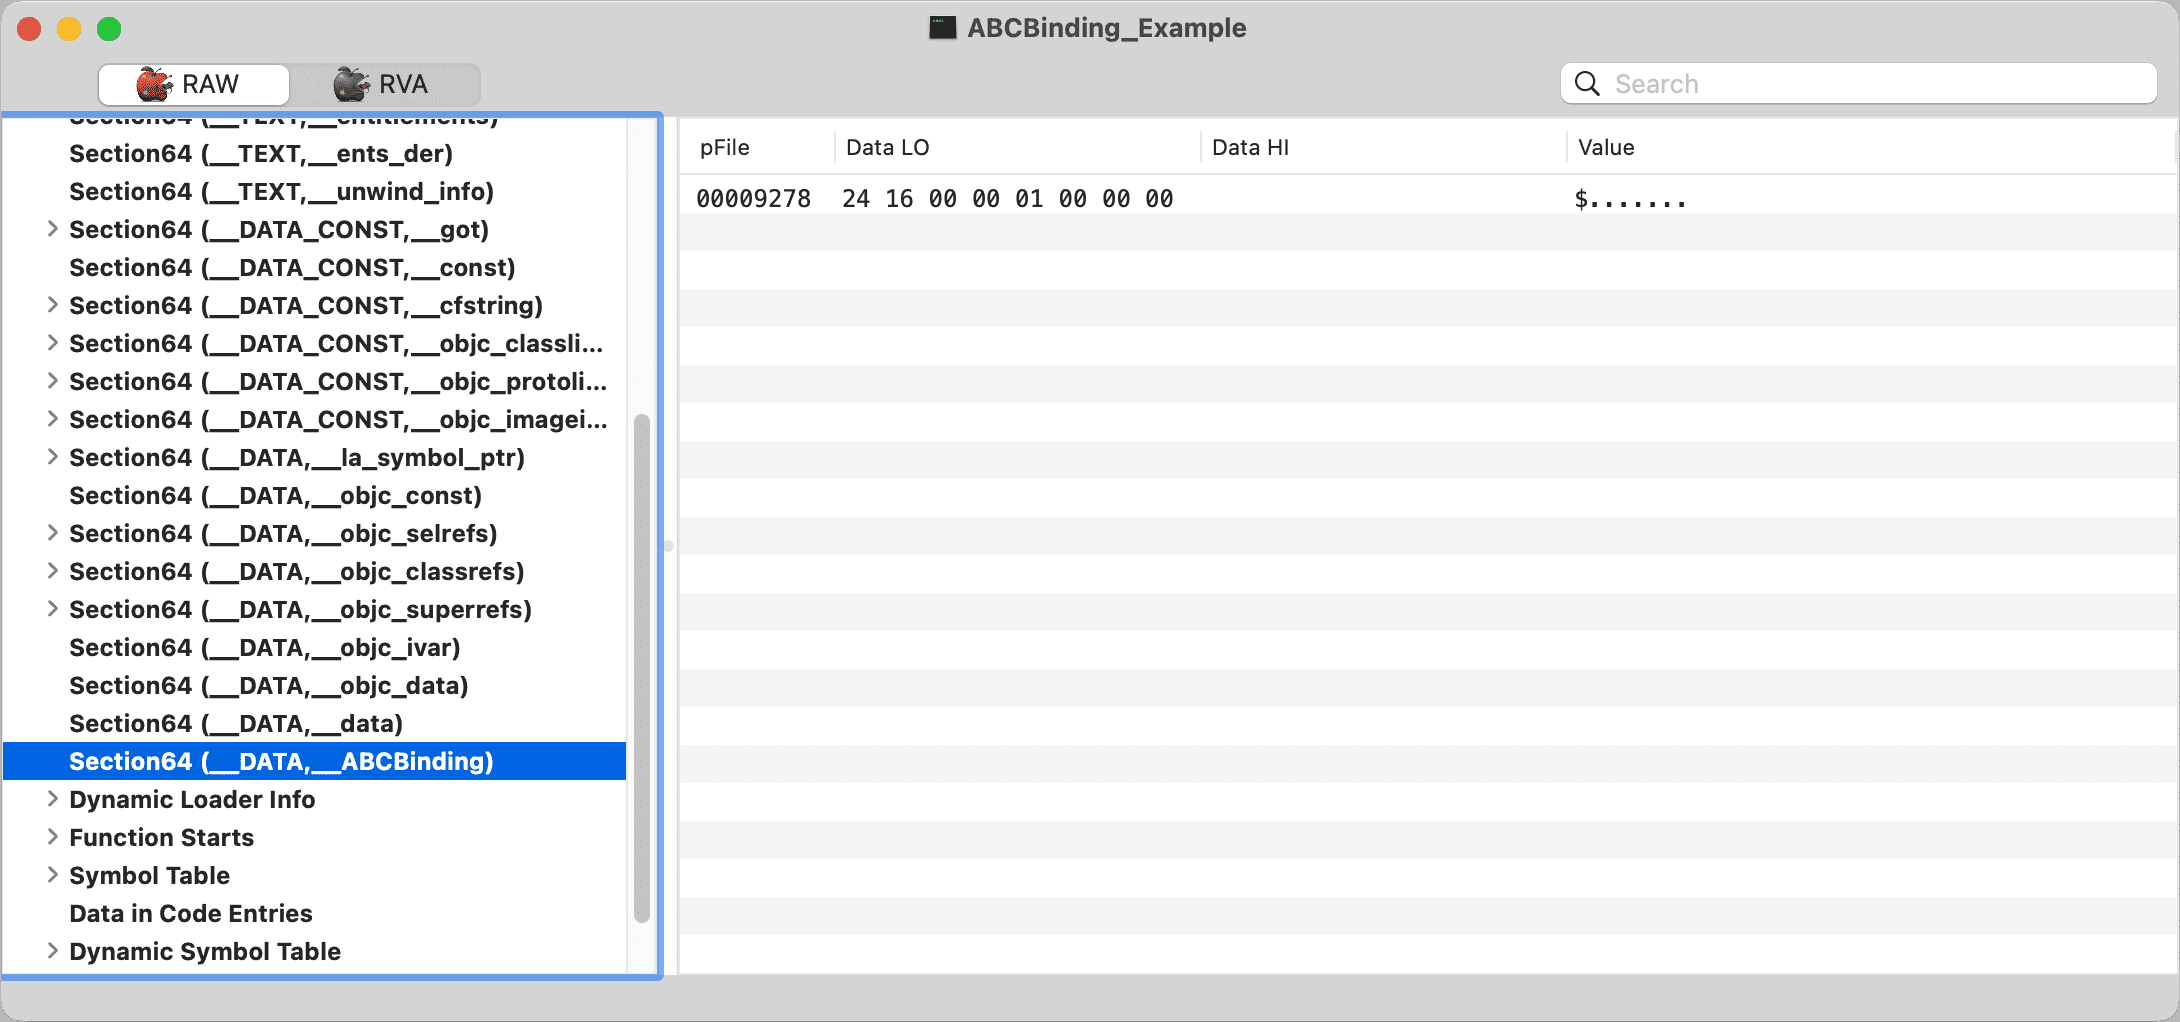 ABCBinding_Example
RAW
RVA
Search
Section64 (__TEXT,__entitlements)
Section64 (__TEXT,__ents_der)
Section64 (__TEXT,__unwind_info)
Section64 (__DATA_CONST,__got)
Section64 (__DATA_CONST,__const)
Section64 (__DATA_CONST,__cfstring)
Section64 (__DATA_CONST,__objc_classli...
Section64 (__DATA_CONST,__objc_protoli...
Section64 (__DATA_CONST,__objc_imagei...
Section64 (__DATA,__la_symbol_ptr)
Section64 (__DATA,__objc_const)
Section64 (__DATA,__objc_selrefs)
Section64 (__DATA,__objc_classrefs)
Section64 (__DATA,__objc_superrefs)
Section64 (__DATA,__objc_ivar)
Section64 (__DATA,__objc_data)
Section64 (__DATA,__data)
Section64 (__DATA,__ABCBinding)
Dynamic Loader Info
Function Starts
Symbol Table
Data in Code Entries
Dynamic Symbol Table
pFile Data LO Data HI Value
00009278 24 16 00 00 01 00 00 00 $.......